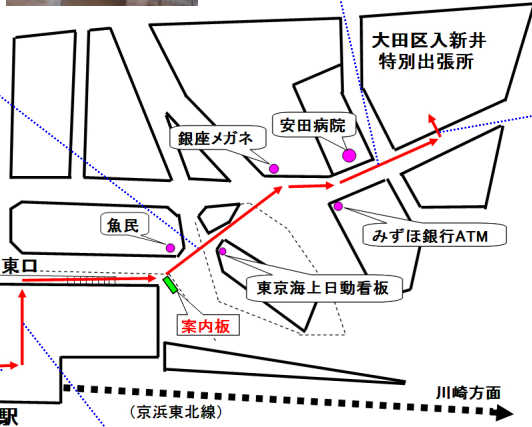 大田区入新井
特別出張所
安田病院
銀座メガネ
魚民
みずほ銀行ATM
東口
東京海上日動看板
案内板
川崎方面
(京浜東北線)
駅